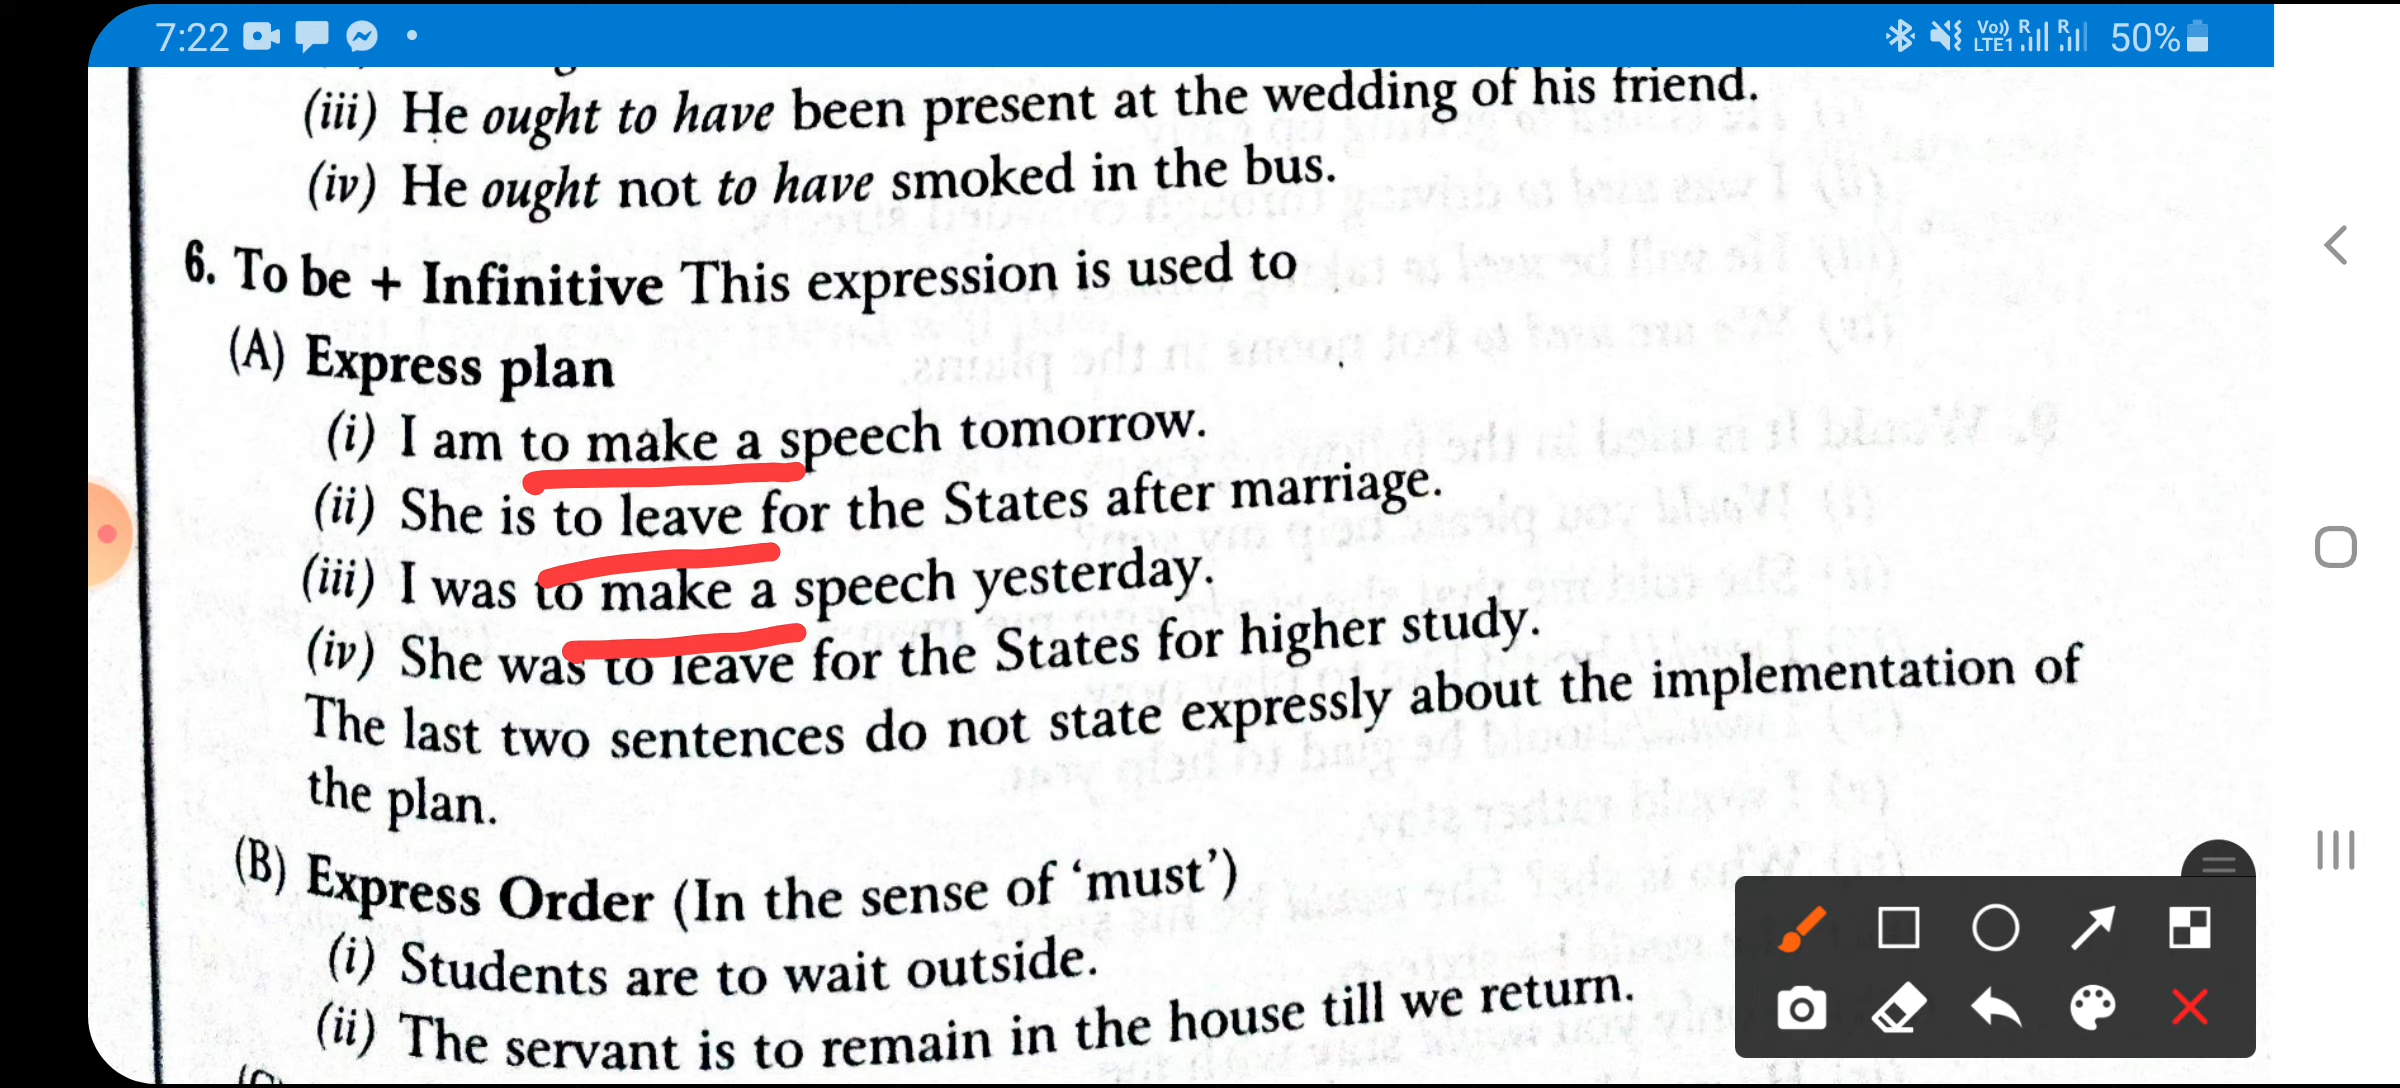 7:22
Vo)) R R
LTE1
50%
(iii) He ought to have been present at the wedding of his friend.
(iv) He ought not to have smoked in the bus.
6. To be + Infinitive This expression is used to
(A) Express plan
(i) I am to make a speech tomorrow.
(ii) She is to leave for the States after marriage.
(iii) I was to make a speech yesterday.
(iv) She was to leave for the States for higher study.
The last two sentences do not state expressly about the implementation of
the plan.
(B) Express Order (In the sense of ‘must’)
(i) Students are to wait outside.
(ii) The servant is to remain in the house till we return.